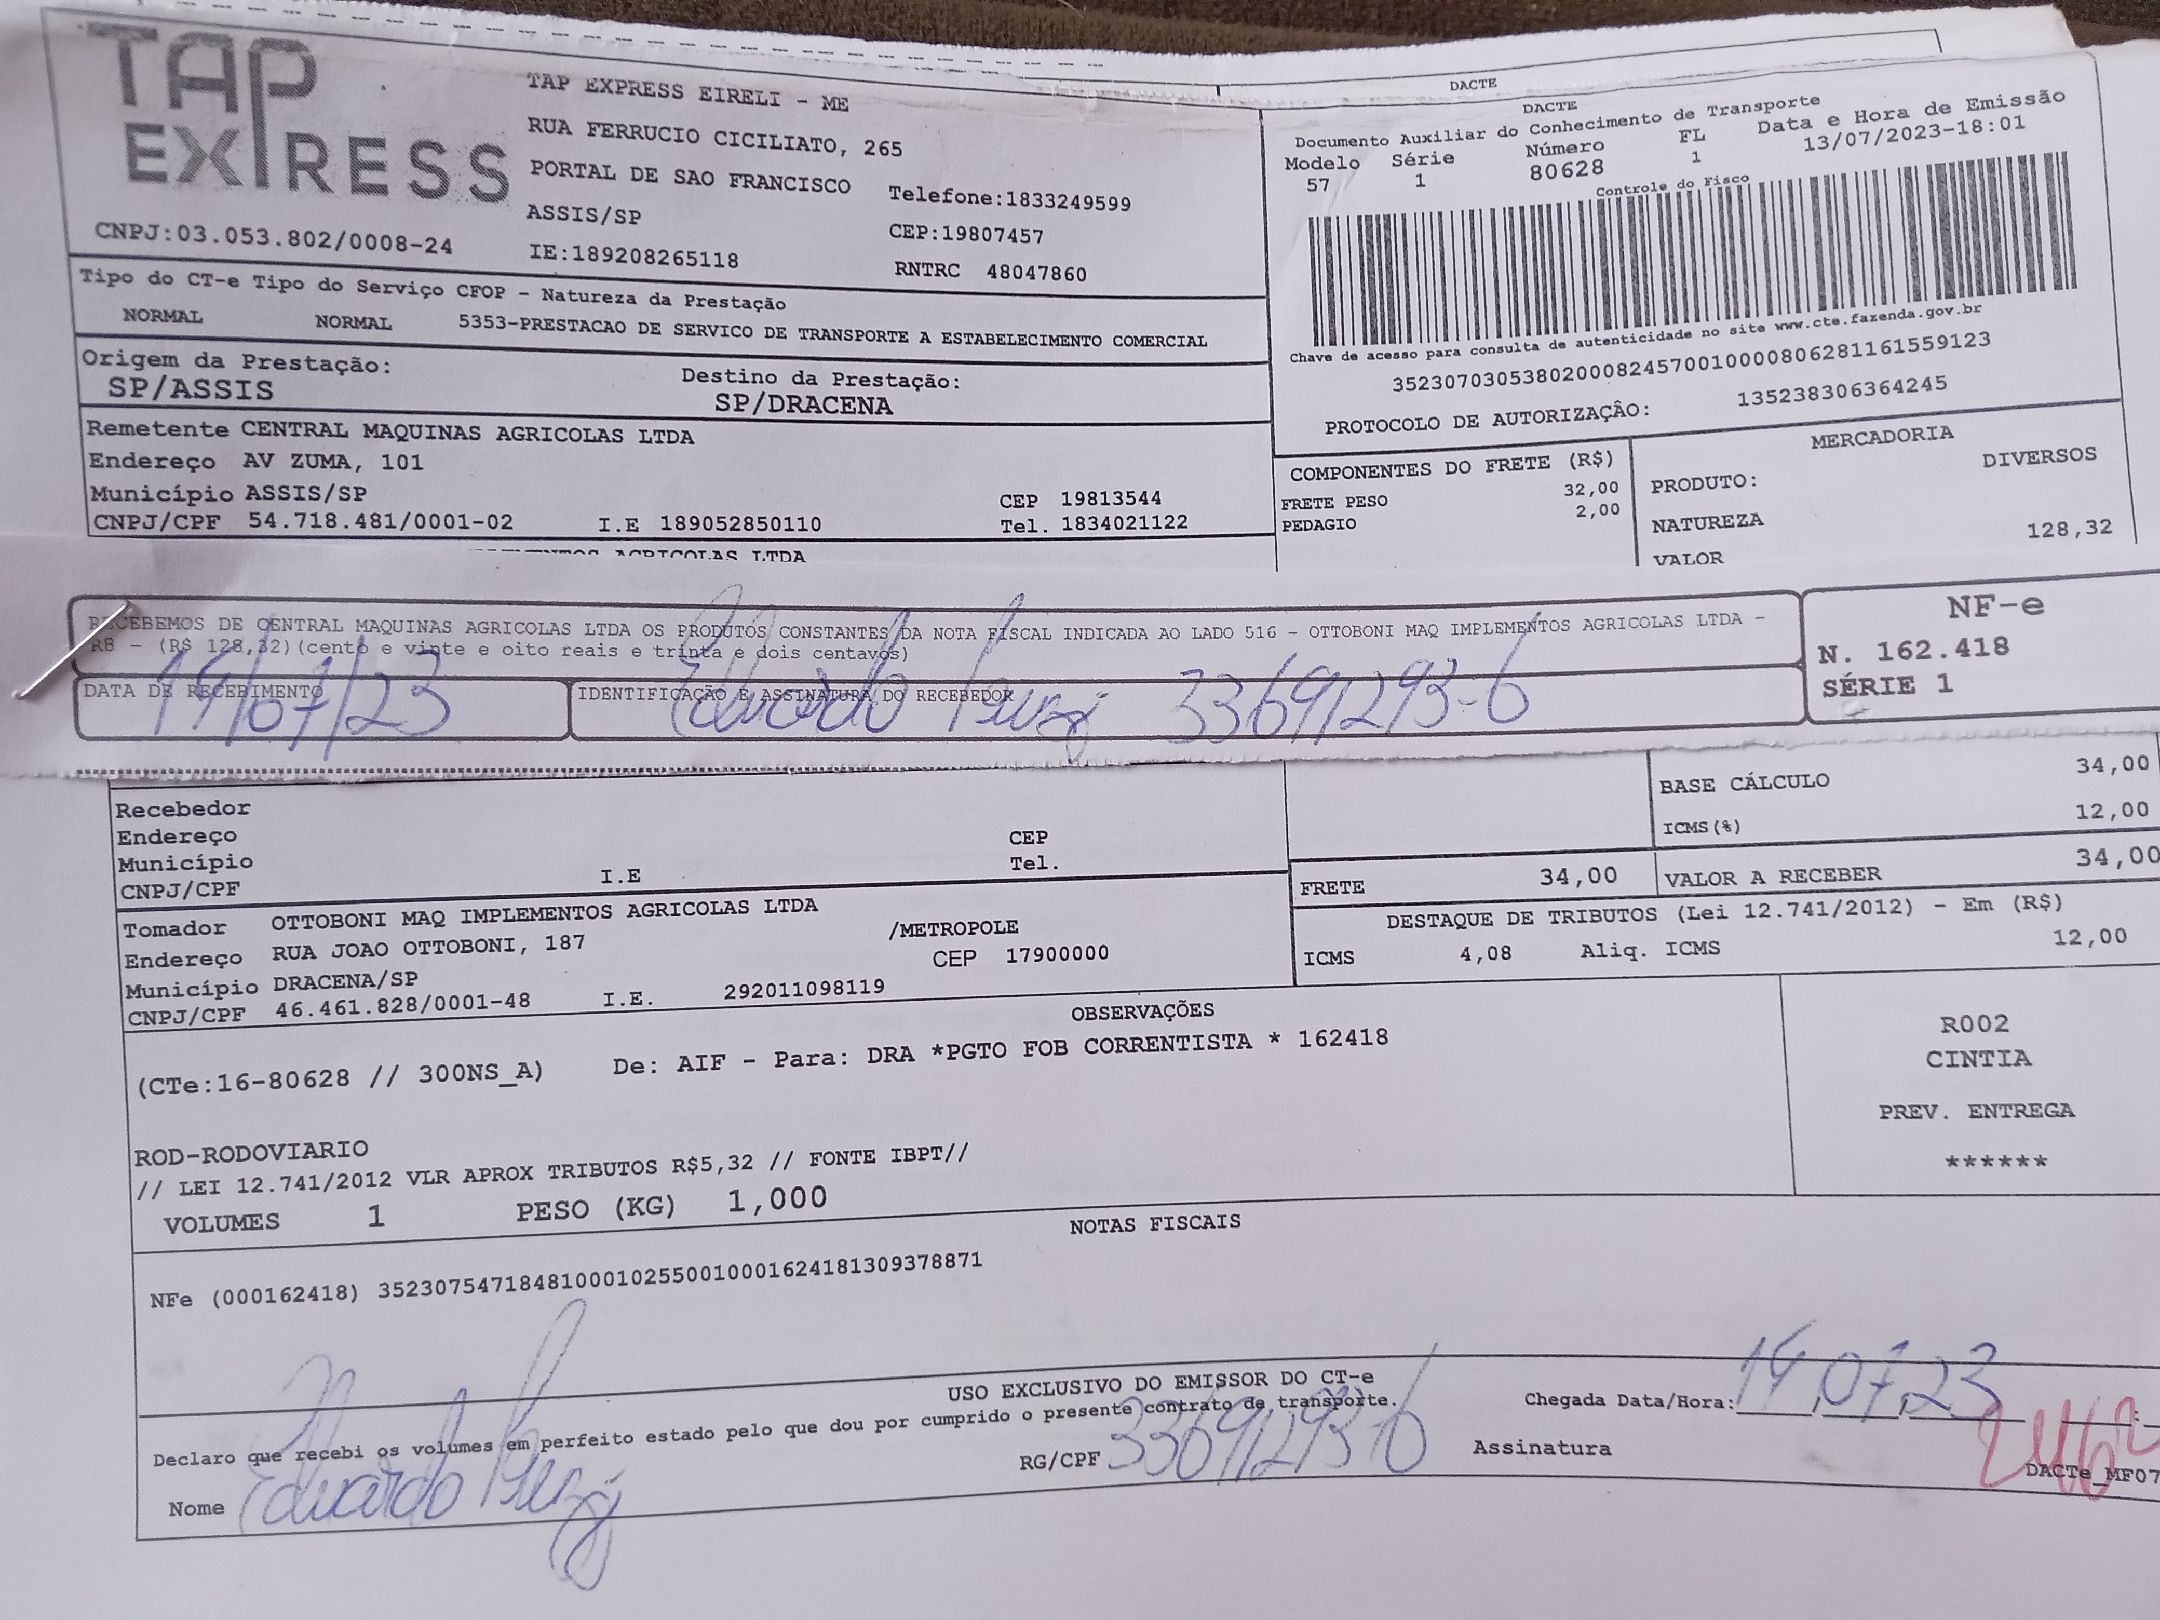 TAP EXPRESS
TAP EXPRESS EIRELI - ME
RUA FERRUCIO CICILIATO, 265
PORTAL DE SAO FRANCISCO
Telefone:1833249599
ASSIS/SP
CEP:19807457
CNPJ:03.053.802/0008-24
IE:189208265118
RNTRC 48047860
DACTE
DACTE
Documento Auxiliar do Conhecimento de Transporte
Modelo Série Número FL Data e Hora de Emissão
57 1 80628 1 13/07/2023-18:01
Controle do Fisco
Chave de acesso para consulta de autenticidade no site www.cte.fazenda.gov.br
35230703053802000824570010000806281161559123
PROTOCOLO DE AUTORIZAÇÂO: 135238306364245
Tipo do CT-e Tipo do Serviço CFOP - Natureza da Prestação
NORMAL NORMAL 5353-PRESTACAO DE SERVICO DE TRANSPORTE A ESTABELECIMENTO COMERCIAL
Origem da Prestação: Destino da Prestação:
SP/ASSIS SP/DRACENA
Remetente CENTRAL MAQUINAS AGRICOLAS LTDA
Endereço AV ZUMA, 101
Município ASSIS/SP CEP 19813544
CNPJ/CPF 54.718.481/0001-02 I.E 189052850110 Tel. 1834021122
AGRICOLAS LTDA
COMPONENTES DO FRETE (R$)
FRETE PESO 32,00
PEDAGIO 2,00
MERCADORIA
PRODUTO: DIVERSOS
NATUREZA
VALOR 128,32
RECEBEMOS DE CENTRAL MAQUINAS AGRICOLAS LTDA OS PRODUTOS CONSTANTES DA NOTA FISCAL INDICADA AO LADO 516 - OTTOBONI MAQ IMPLEMENTOS AGRICOLAS LTDA -
R8 - (R$ 128,32)(cento e vinte e oito reais e trinta e dois centavos)
DATA DE RECEBIMENTO IDENTIFICAÇÃO E ASSINATURA DO RECEBEDOR
14/07/23 Eduardo 33691293-6
NF-e
N. 162.418
SÉRIE 1
Recebedor
Endereço CEP
Município Tel.
CNPJ/CPF I.E
BASE CÁLCULO 34,00
ICMS(%) 12,00
FRETE 34,00 VALOR A RECEBER 34,00
DESTAQUE DE TRIBUTOS (Lei 12.741/2012) - Em (R$)
ICMS 4,08 Aliq. ICMS 12,00
Tomador OTTOBONI MAQ IMPLEMENTOS AGRICOLAS LTDA
Endereço RUA JOAO OTTOBONI, 187 /METROPOLE
Município DRACENA/SP CEP 17900000
CNPJ/CPF 46.461.828/0001-48 I.E. 292011098119
OBSERVAÇÕES
(CTe:16-80628 // 300NS_A) De: AIF - Para: DRA *PGTO FOB CORRENTISTA * 162418
R002
CINTIA
PREV. ENTREGA
******
ROD-RODOVIARIO
// LEI 12.741/2012 VLR APROX TRIBUTOS R$5,32 // FONTE IBPT//
VOLUMES 1 PESO (KG) 1,000
NOTAS FISCAIS
NFe (000162418) 35230754718481000102550010001624181309378871
USO EXCLUSIVO DO EMISSOR DO CT-e
Declaro que recebi os volumes em perfeito estado pelo que dou por cumprido o presente contrato de transporte.
Chegada Data/Hora: 14,07,23
Nome Eduardo RG/CPF 33691293-6 Assinatura
DACTe_MF07